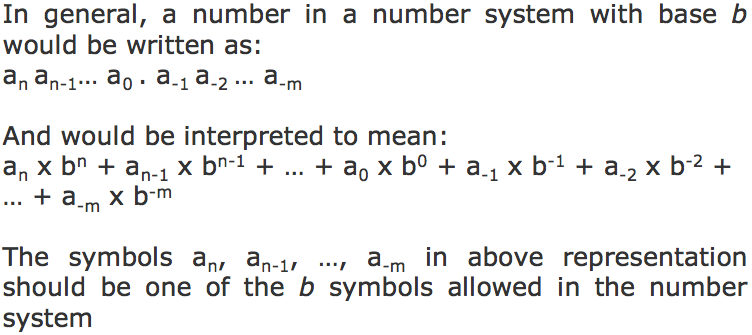 In general, a number in a number system with base b
would be written as:
aₙ aₙ₋₁… a₀ . a₋₁ a₋₂ … a₋ₘ
And would be interpreted to mean:
aₙ x bⁿ + aₙ₋₁ x bⁿ⁻¹ + … + a₀ x b⁰ + a₋₁ x b⁻¹ + a₋₂ x b⁻² +
… + a₋ₘ x b⁻ᵐ
The symbols aₙ, aₙ₋₁, …, a₋ₘ in above representation
should be one of the b symbols allowed in the number
system